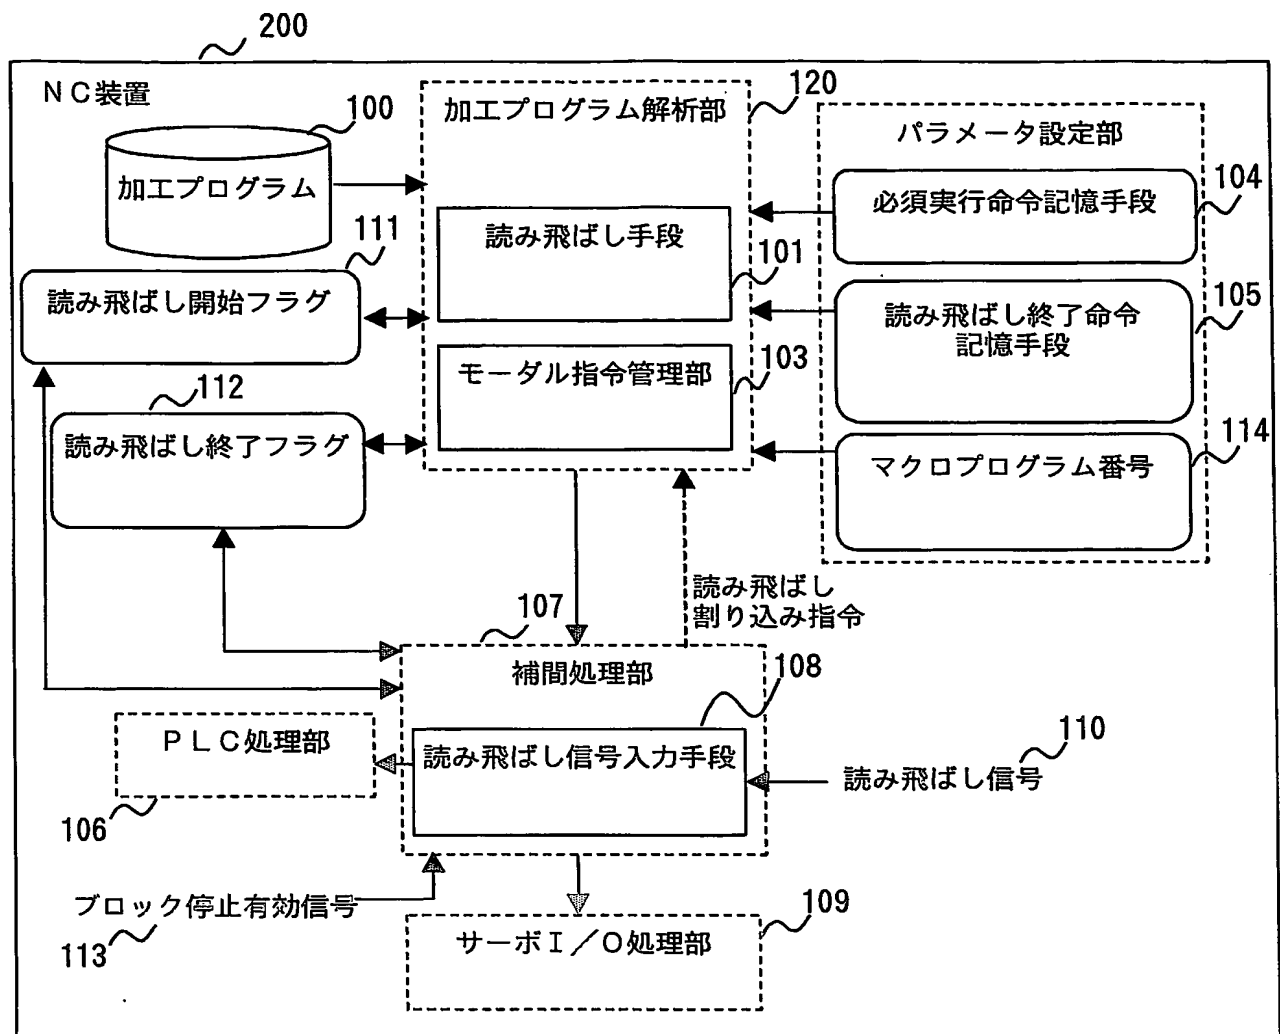 200
NC装置
100
加工プログラム
加工プログラム解析部
120
パラメータ設定部
必須実行命令記憶手段
104
読み飛ばし手段
101
111
読み飛ばし開始フラグ
読み飛ばし終了命令
記憶手段
105
モーダル指令管理部
103
112
読み飛ばし終了フラグ
マクロプログラム番号
114
読み飛ばし
割り込み指令
107
補間処理部
108
PLC処理部
106
読み飛ばし信号入力手段
読み飛ばし信号
110
ブロック停止有効信号
113
サーボI/O処理部
109